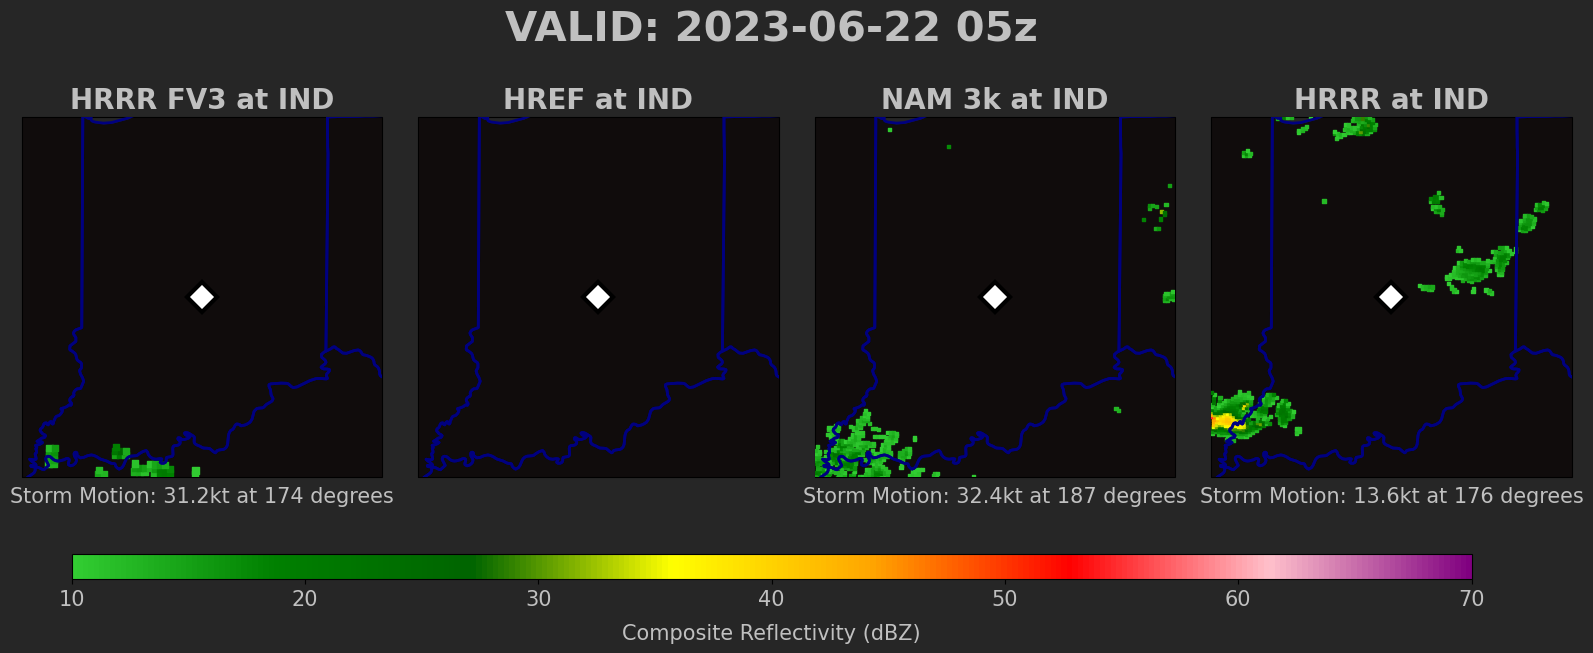 VALID: 2023-06-22 05z
HRRR FV3 at IND
HREF at IND
NAM 3k at IND
HRRR at IND
Storm Motion: 31.2kt at 174 degrees
Storm Motion: 32.4kt at 187 degrees
Storm Motion: 13.6kt at 176 degrees
10 20 30 40 50 60 70
Composite Reflectivity (dBZ)